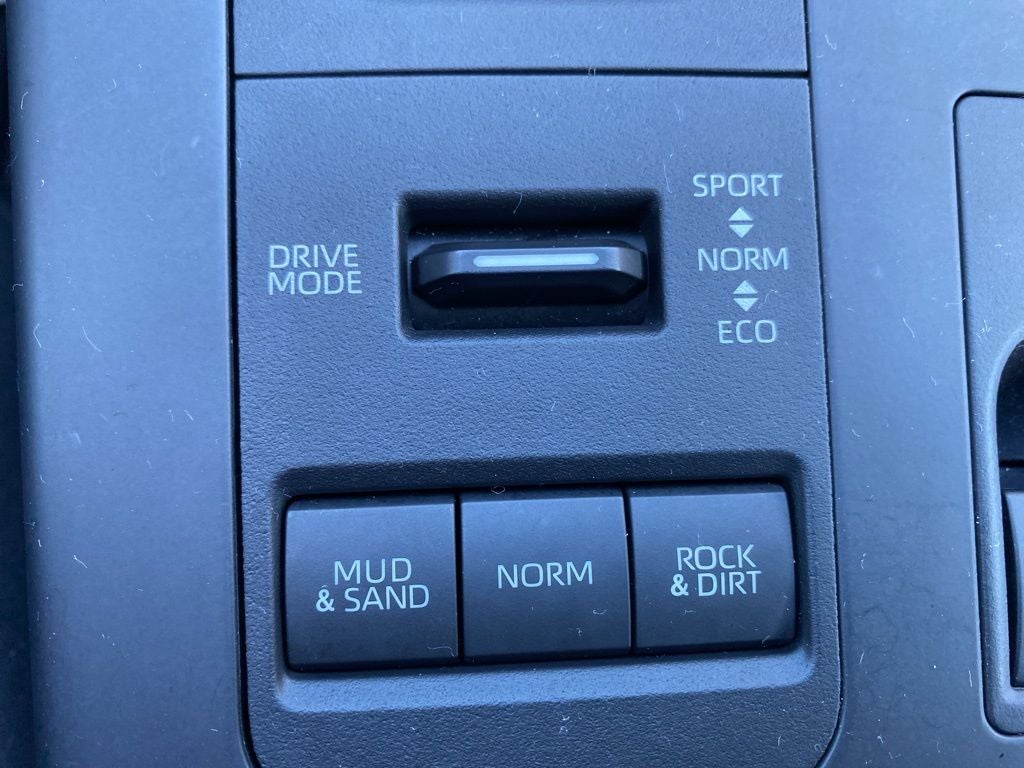 SPORT
DRIVE
MODE
NORM
ECO
MUD
& SAND
NORM
ROCK
& DIRT